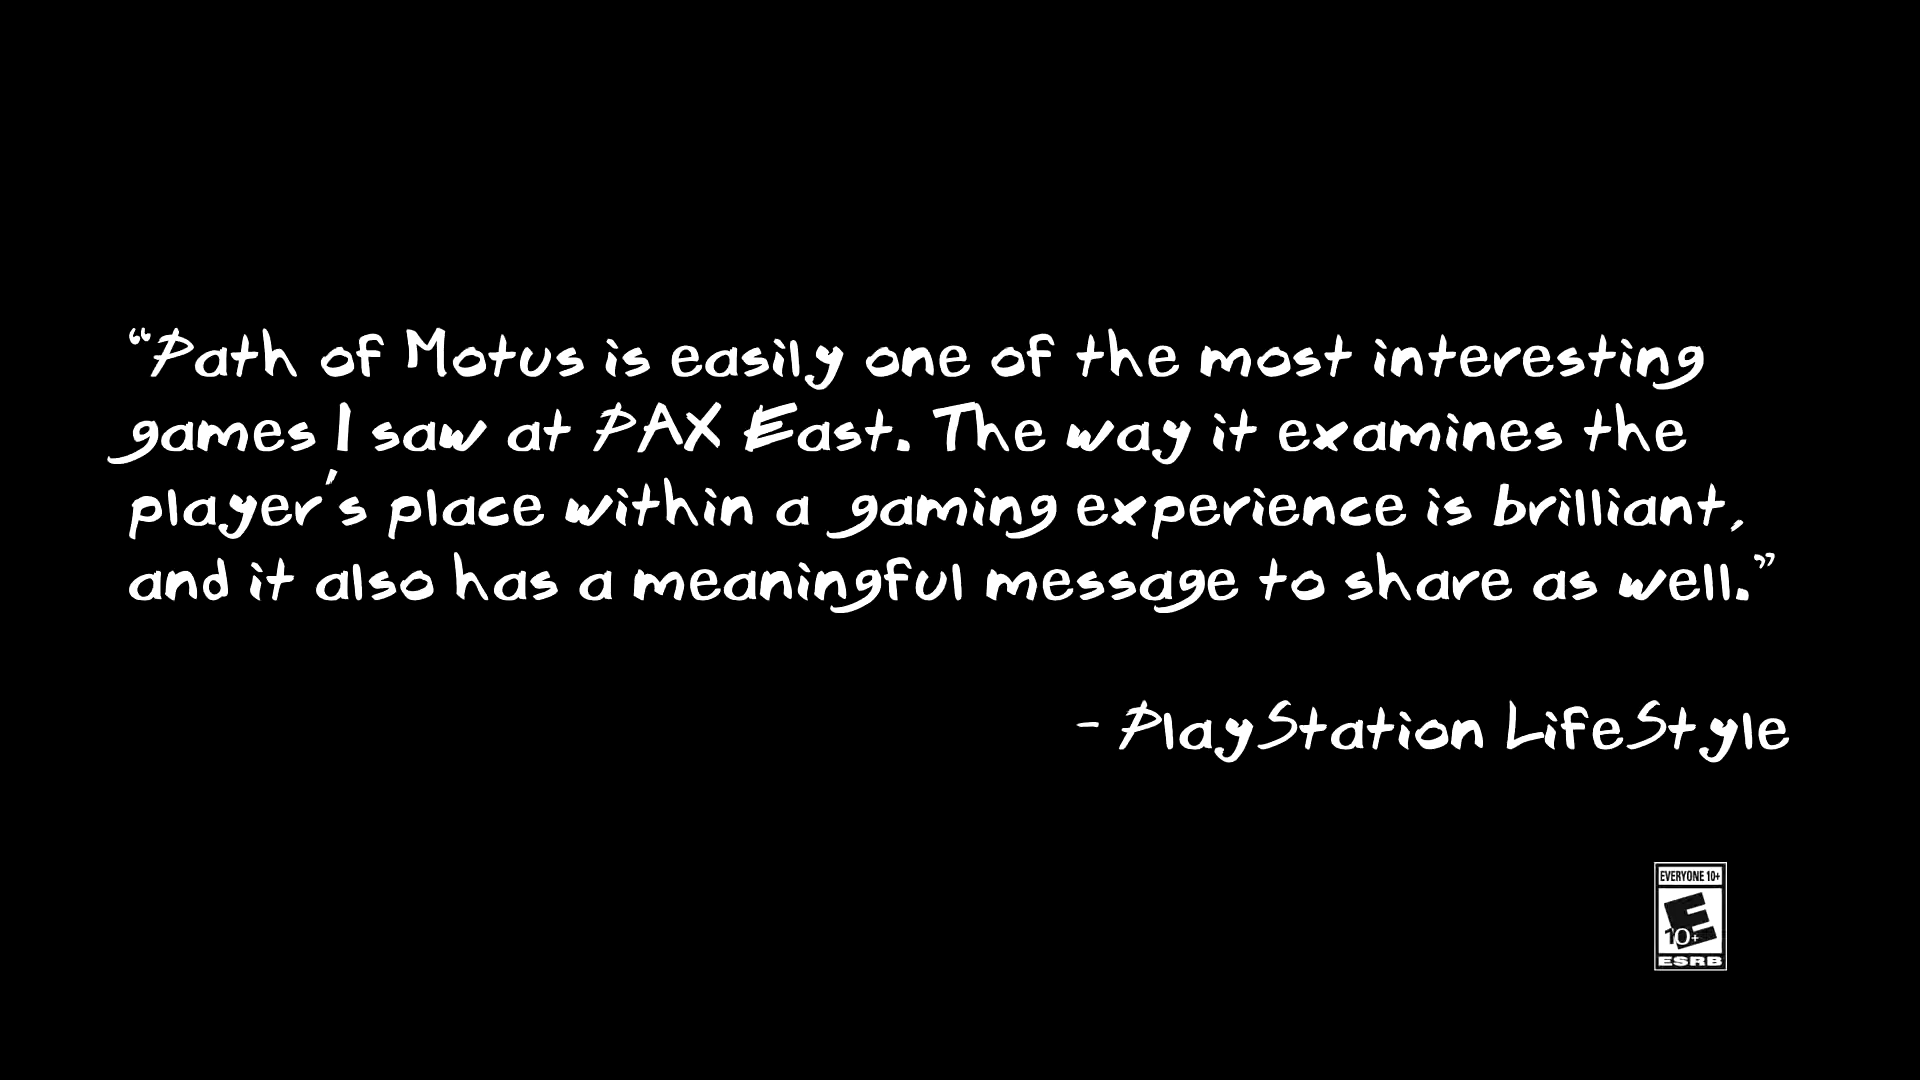 “Path of Motus is easily one of the most interesting
games I saw at PAX East. The way it examines the
player's place within a gaming experience is brilliant,
and it also has a meaningful message to share as well.”
- PlayStation LifeStyle
EVERYONE 10+
E
10+
ESRB